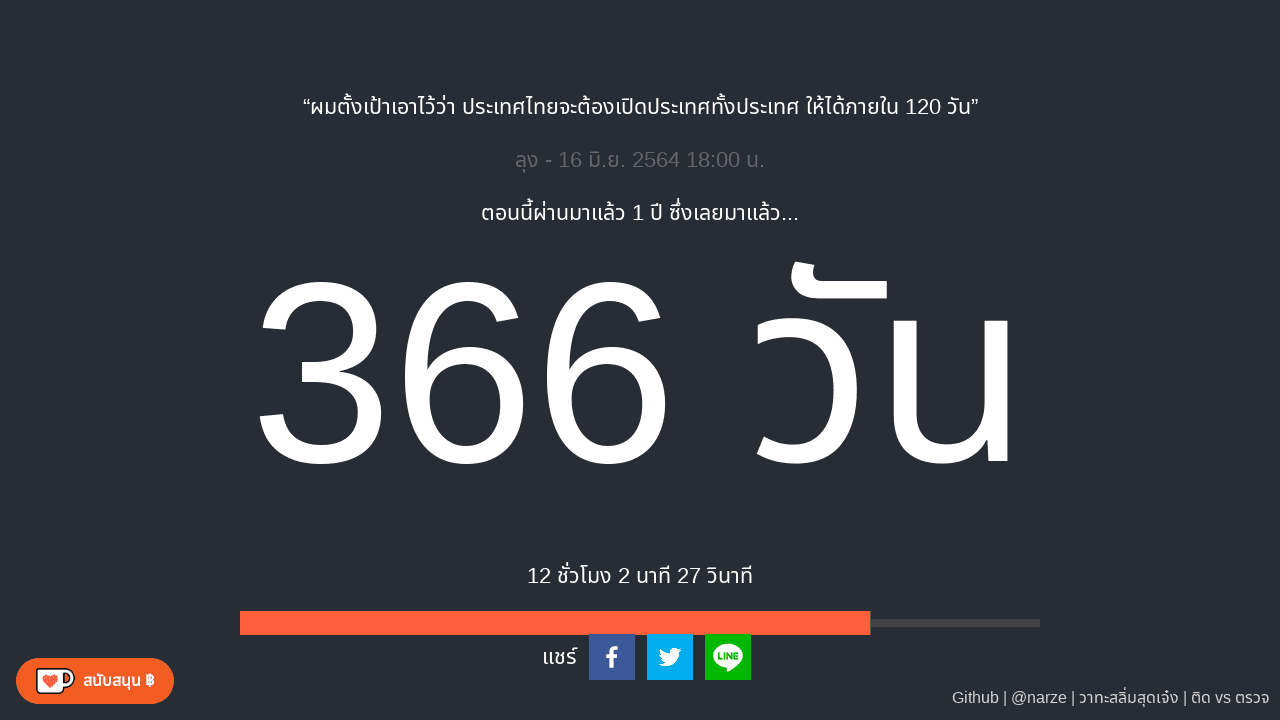 “ผมตั้งเป้าเอาไว้ว่า ประเทศไทยจะต้องเปิดประเทศทั้งประเทศ ให้ได้ภายใน 120 วัน”
ลุง - 16 มิ.ย. 2564 18:00 น.
ตอนนี้ผ่านมาแล้ว 1 ปี ซึ่งเลยมาแล้ว...
366 วัน
12 ชั่วโมง 2 นาที 27 วินาที
แชร์
LINE
สนับสนุน ฿
Github | @narze | วาทะสลิ่มสุดเจ๋ง | ติด vs ตรวจ